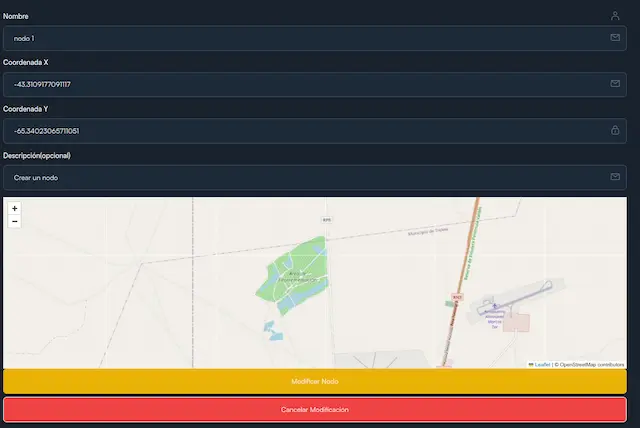 Nombre
nodo 1
Coordenada X
-43.3109177091117
Coordenada Y
-65.34023065711051
Descripción(opcional)
Crear un nodo
+
−
Municipio de Trelew
Leaflet | © OpenStreetMap contributors
Modificar Nodo
Cancelar Modificación